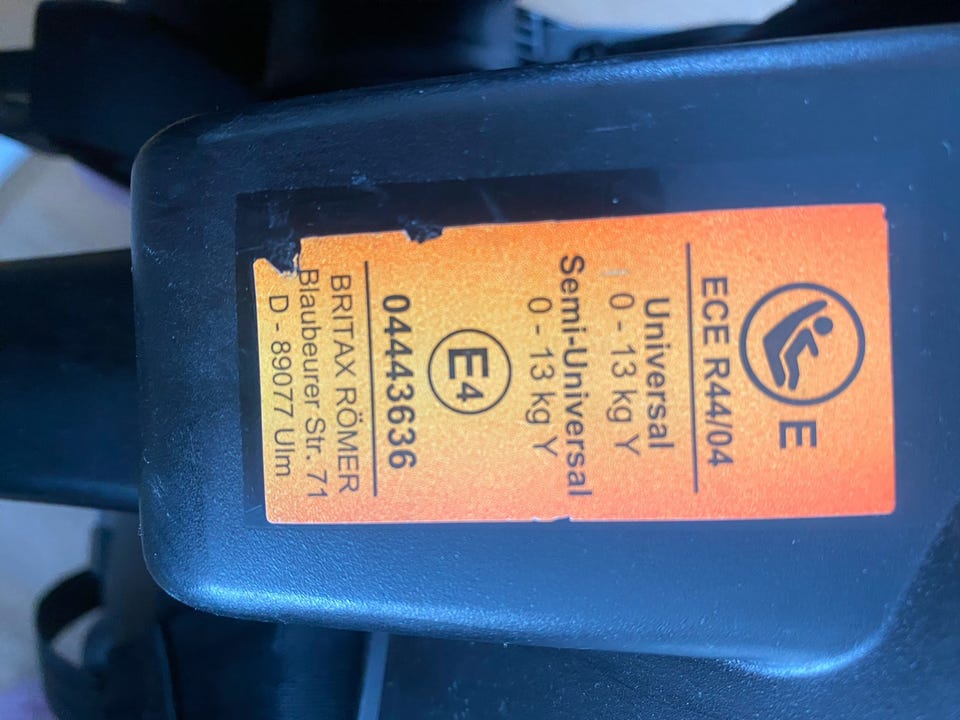 E
ECE R44/04
Universal
0 - 13 kg Y
Semi-Universal
0 - 13 kg Y
E4
04443636
BRITAX RÖMER
Blaubeurer Str. 71
D - 89077 Ulm